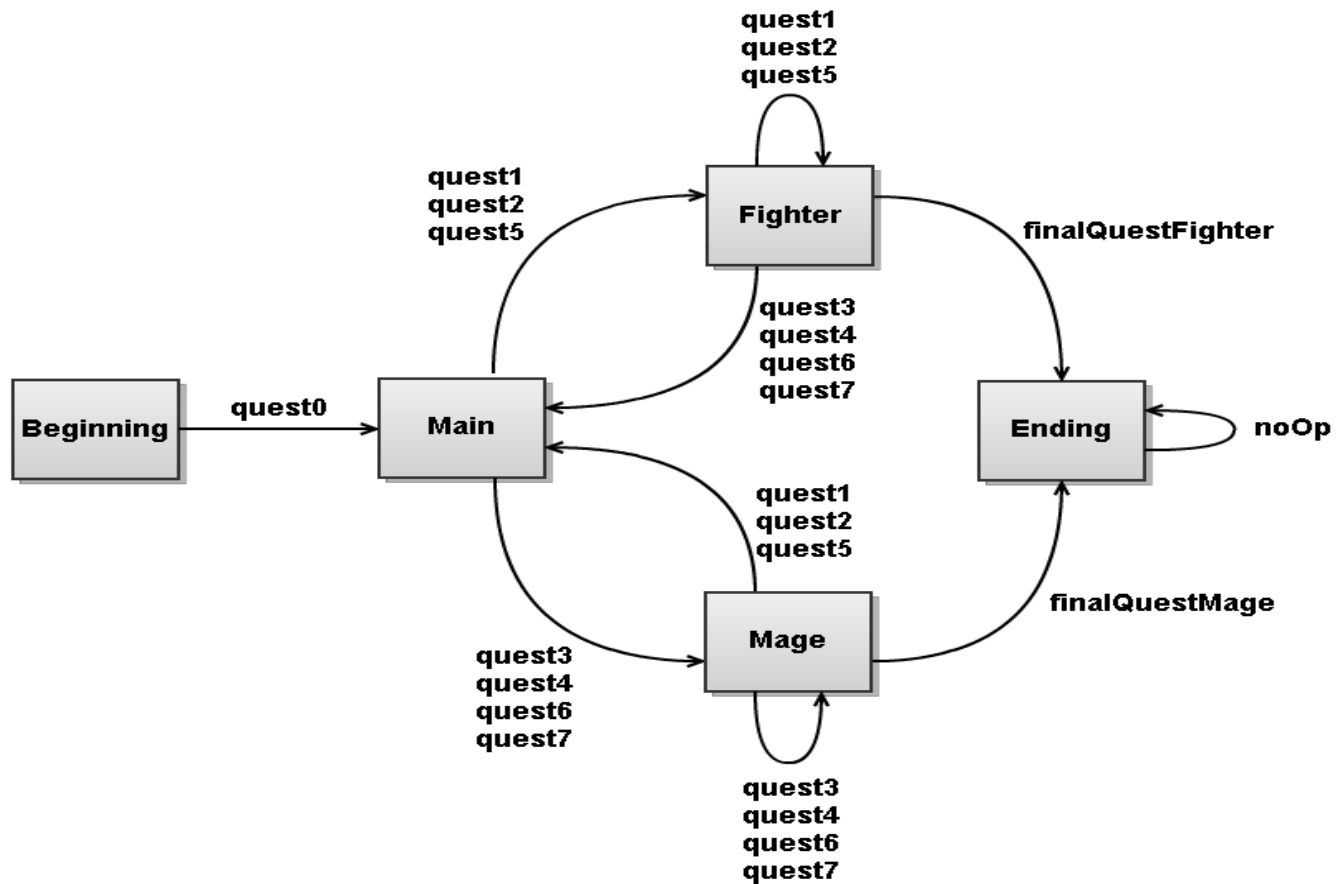 quest1
quest2
quest5
quest1
quest2
quest5
Fighter
finalQuestFighter
quest3
quest4
quest6
quest7
Beginning
quest0
Main
Ending
noOp
quest1
quest2
quest5
Mage
finalQuestMage
quest3
quest4
quest6
quest7
quest3
quest4
quest6
quest7